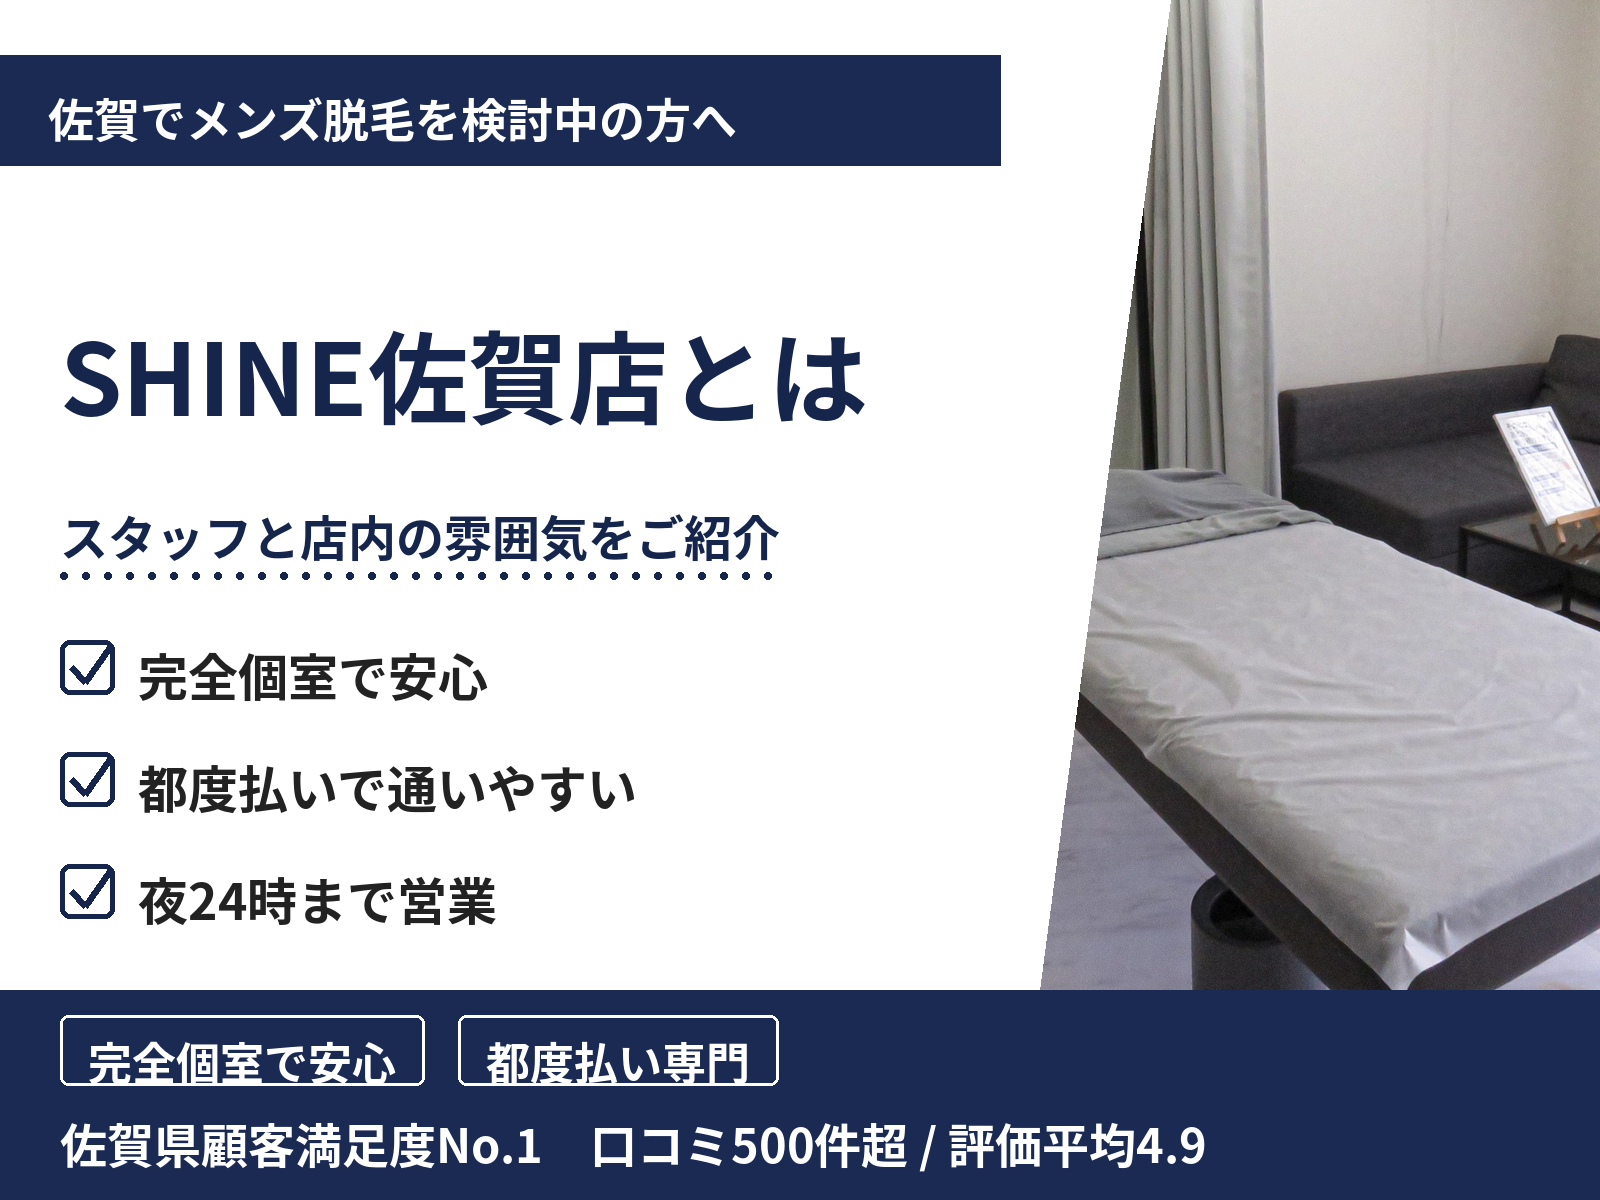 佐賀でメンズ脱毛を検討中の方へ
SHINE佐賀店とは
スタッフと店内の雰囲気をご紹介
完全個室で安心
都度払いで通いやすい
夜24時まで営業
完全個室で安心
都度払い専門
佐賀県顧客満足度No.1　口コミ500件超 / 評価平均4.9